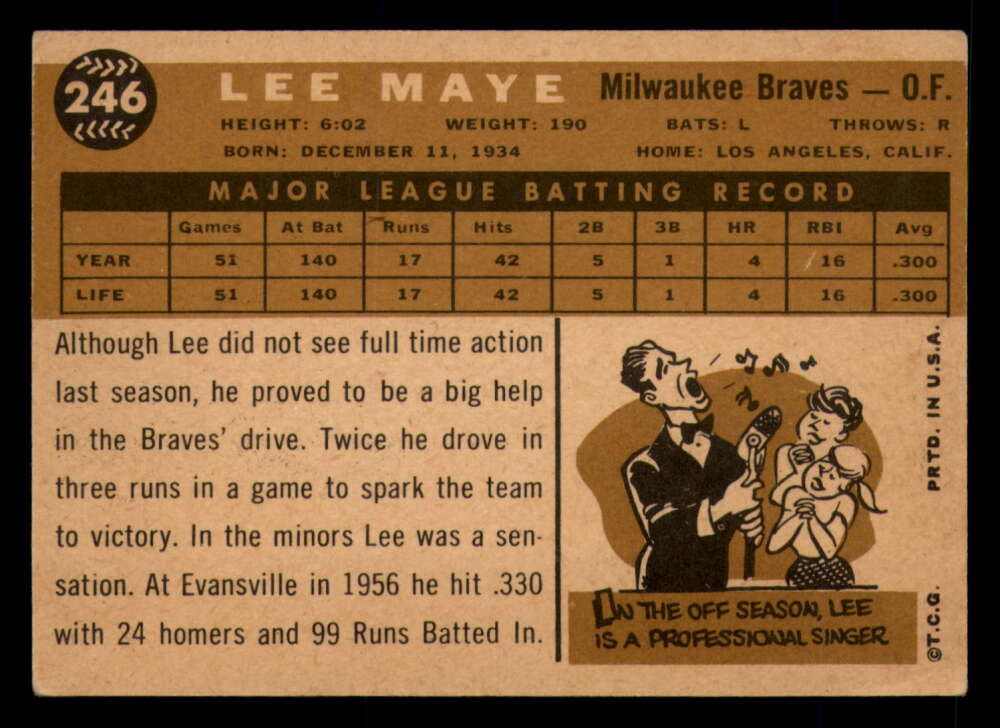 246
LEE MAYE Milwaukee Braves — O.F.
HEIGHT: 6:02 WEIGHT: 190 BATS: L THROWS: R
BORN: DECEMBER 11, 1934 HOME: LOS ANGELES, CALIF.
MAJOR LEAGUE BATTING RECORD
Games At Bat Runs Hits 2B 3B HR RBI Avg
YEAR 51 140 17 42 5 1 4 16 .300
LIFE 51 140 17 42 5 1 4 16 .300
Although Lee did not see full time action
last season, he proved to be a big help
in the Braves' drive. Twice he drove in
three runs in a game to spark the team
to victory. In the minors Lee was a sen-
sation. At Evansville in 1956 he hit .330
with 24 homers and 99 Runs Batted In.
IN THE OFF SEASON, LEE
IS A PROFESSIONAL SINGER
©T.C.G. PRTD. IN U.S.A.